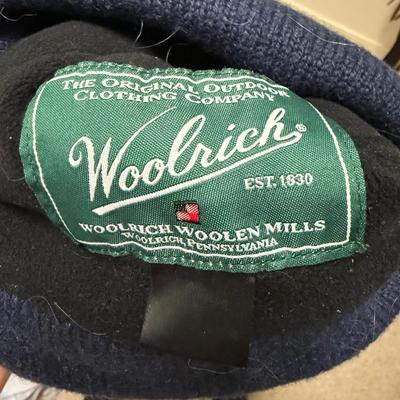 The Original Outdoor
Clothing Company
Woolrich®
EST. 1830
Woolrich Woolen Mills
Woolrich, Pennsylvania